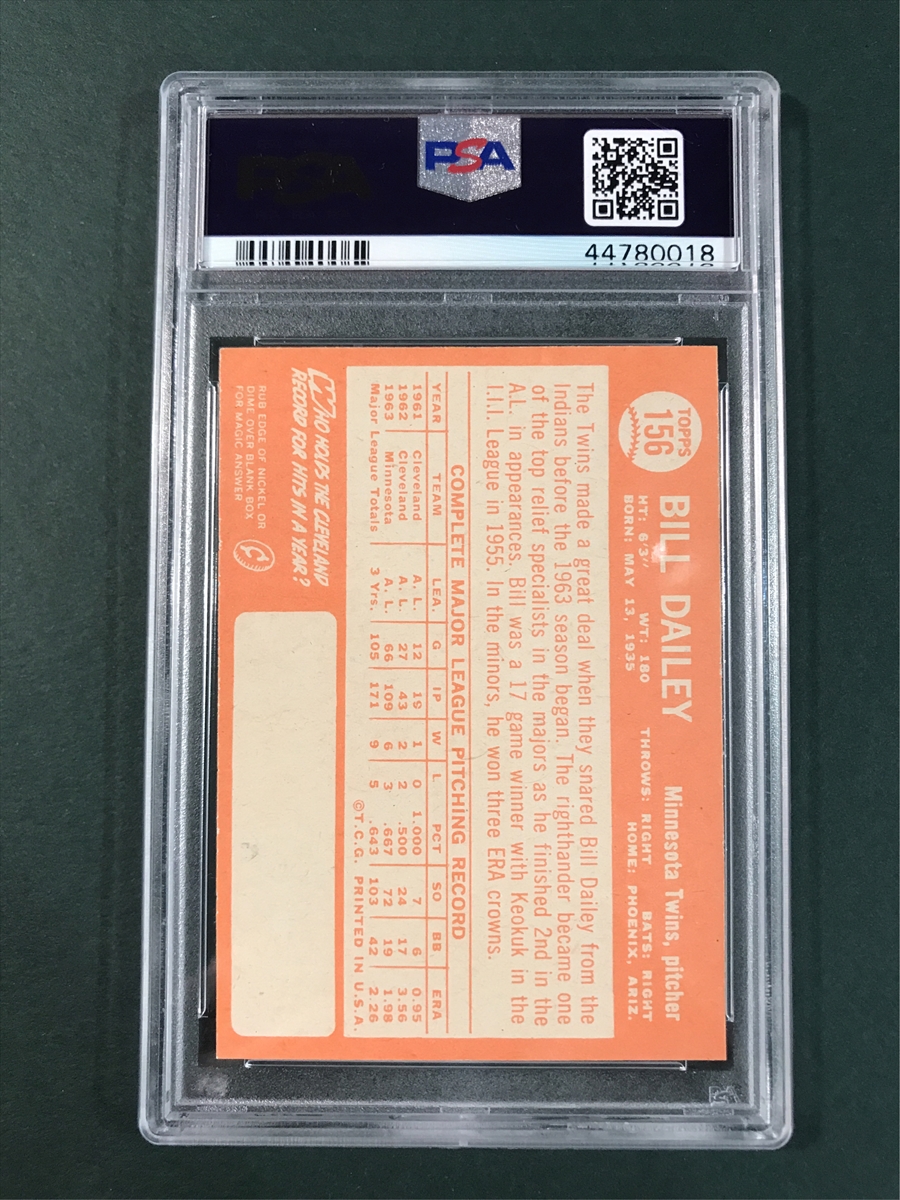 PSA
PSA
44780018
TOPPS
156
BILL DAILEY
Minnesota Twins, pitcher
HT: 6'3" WT: 180 THROWS: RIGHT BATS: RIGHT
BORN: MAY 13, 1935 HOME: PHOENIX, ARIZ.
The Twins made a great deal when they snared Bill Dailey from the
Indians before the 1963 season began. The righthander became one
of the top relief specialists in the majors as he finished 2nd in the
A.L. in appearances. Bill was a 17 game winner with Keokuk in the
I.I.I. League in 1955. In the minors, he won three ERA crowns.
COMPLETE MAJOR LEAGUE PITCHING RECORD
YEAR TEAM LEA. G IP W L PCT SO BB ERA
1961 Cleveland A. L. 12 19 1 0 1.000 7 6 0.95
1962 Cleveland A. L. 27 43 2 2 .500 24 17 3.56
1963 Minnesota A. L. 66 109 6 3 .667 72 19 1.98
Major League Totals 3 Yrs. 105 171 9 5 .643 103 42 2.26
©T.C.G. PRINTED IN U.S.A.
WHO HOLDS THE CLEVELAND
RECORD FOR HITS IN A YEAR?
RUB EDGE OF NICKEL OR
DIME OVER BLANK BOX
FOR MAGIC ANSWER